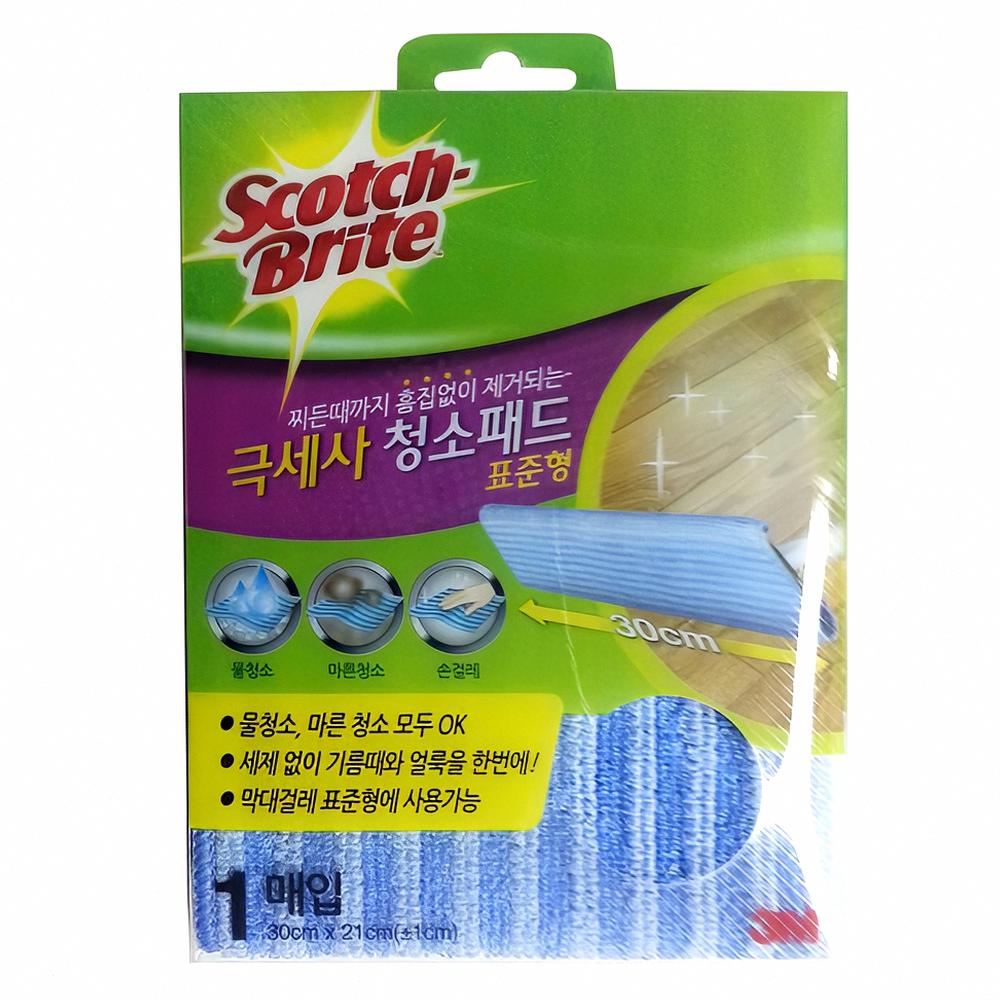 Scotch-
Brite
찌든때까지 흠집없이 제거되는
극세사 청소패드
표준형
30cm
물청소
마른청소
손걸레
● 물청소, 마른 청소 모두 OK
● 세제 없이 기름때와 얼룩을 한번에!
● 막대걸레 표준형에 사용가능
1 매입
30cm x 21cm(±1cm)
3M